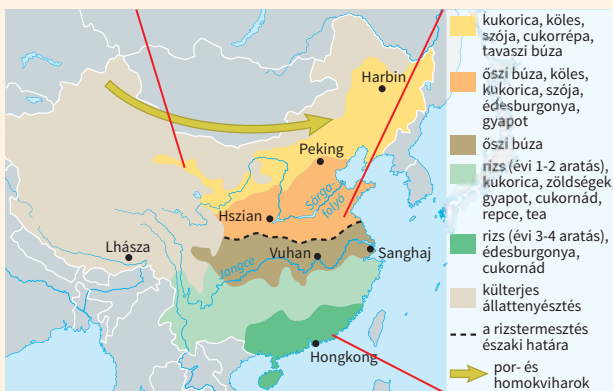 kukorica, köles,
szója, cukorrépa,
tavaszi búza
őszi búza, köles,
kukorica, szója,
édesburgonya,
gyapot
őszi búza
rizs (évi 1-2 aratás),
kukorica, zöldségek,
gyapot, cukornád,
repce, tea
rizs (évi 3-4 aratás),
édesburgonya,
cukornád
külterjes
állattenyésztés
a rizstermesztés
északi határa
por- és
homokviharok
Harbin
Peking
Sárga-
folyó
Hszian
Lhásza
Vuhan
Sanghaj
Jangce
Hongkong